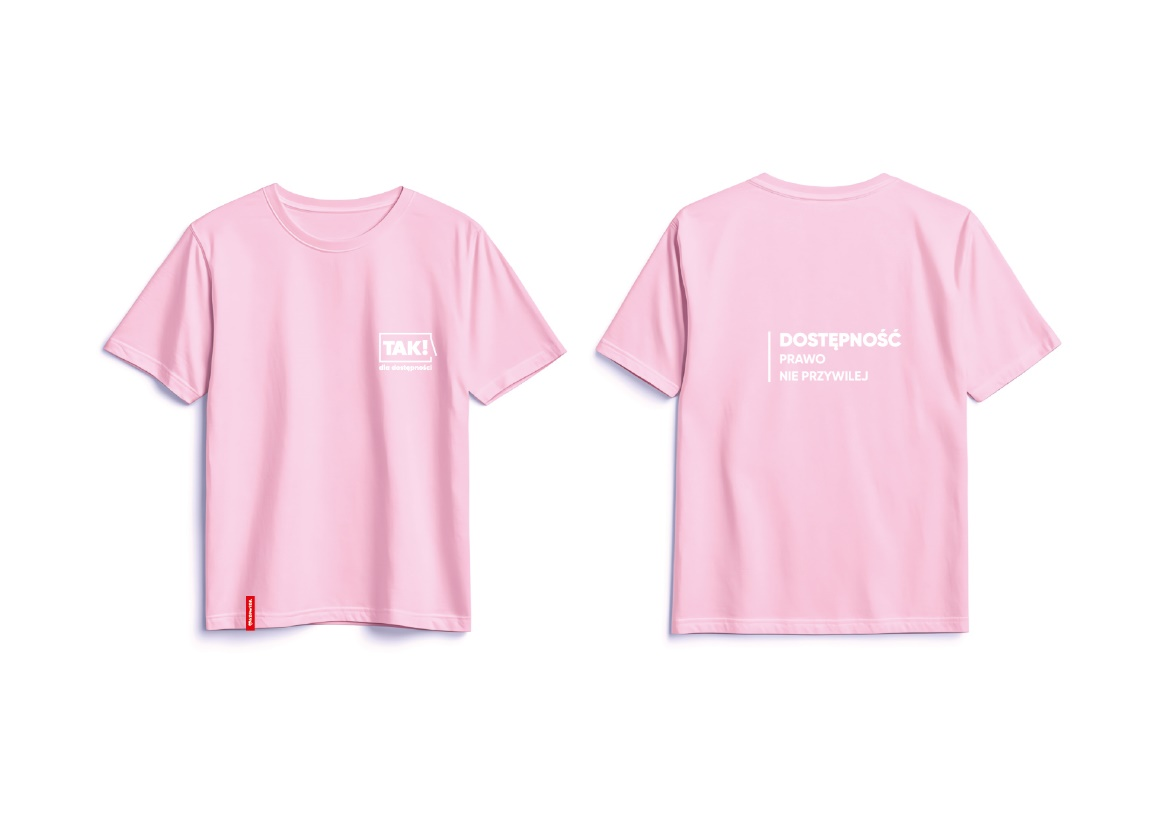 TAK!
dla dostępności
DOSTĘPNOŚĆ
PRAWO
NIE PRZYWILEJ